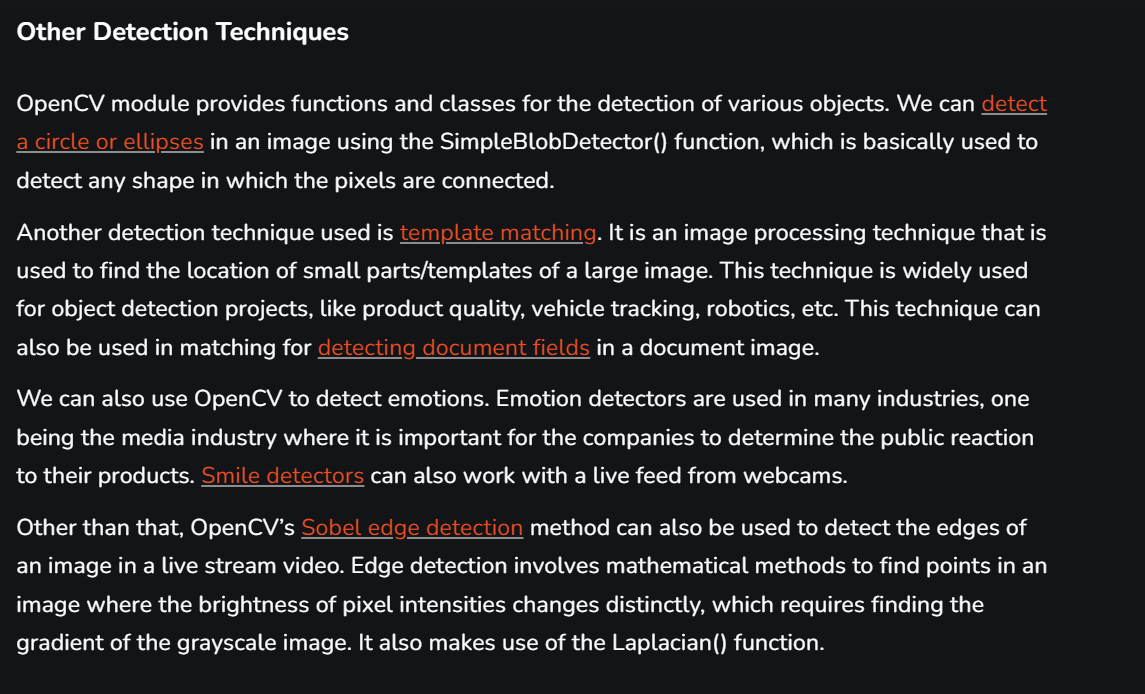 Other Detection Techniques
OpenCV module provides functions and classes for the detection of various objects. We can detect
a circle or ellipses in an image using the SimpleBlobDetector() function, which is basically used to
detect any shape in which the pixels are connected.
Another detection technique used is template matching. It is an image processing technique that is
used to find the location of small parts/templates of a large image. This technique is widely used
for object detection projects, like product quality, vehicle tracking, robotics, etc. This technique can
also be used in matching for detecting document fields in a document image.
We can also use OpenCV to detect emotions. Emotion detectors are used in many industries, one
being the media industry where it is important for the companies to determine the public reaction
to their products. Smile detectors can also work with a live feed from webcams.
Other than that, OpenCV’s Sobel edge detection method can also be used to detect the edges of
an image in a live stream video. Edge detection involves mathematical methods to find points in an
image where the brightness of pixel intensities changes distinctly, which requires finding the
gradient of the grayscale image. It also makes use of the Laplacian() function.